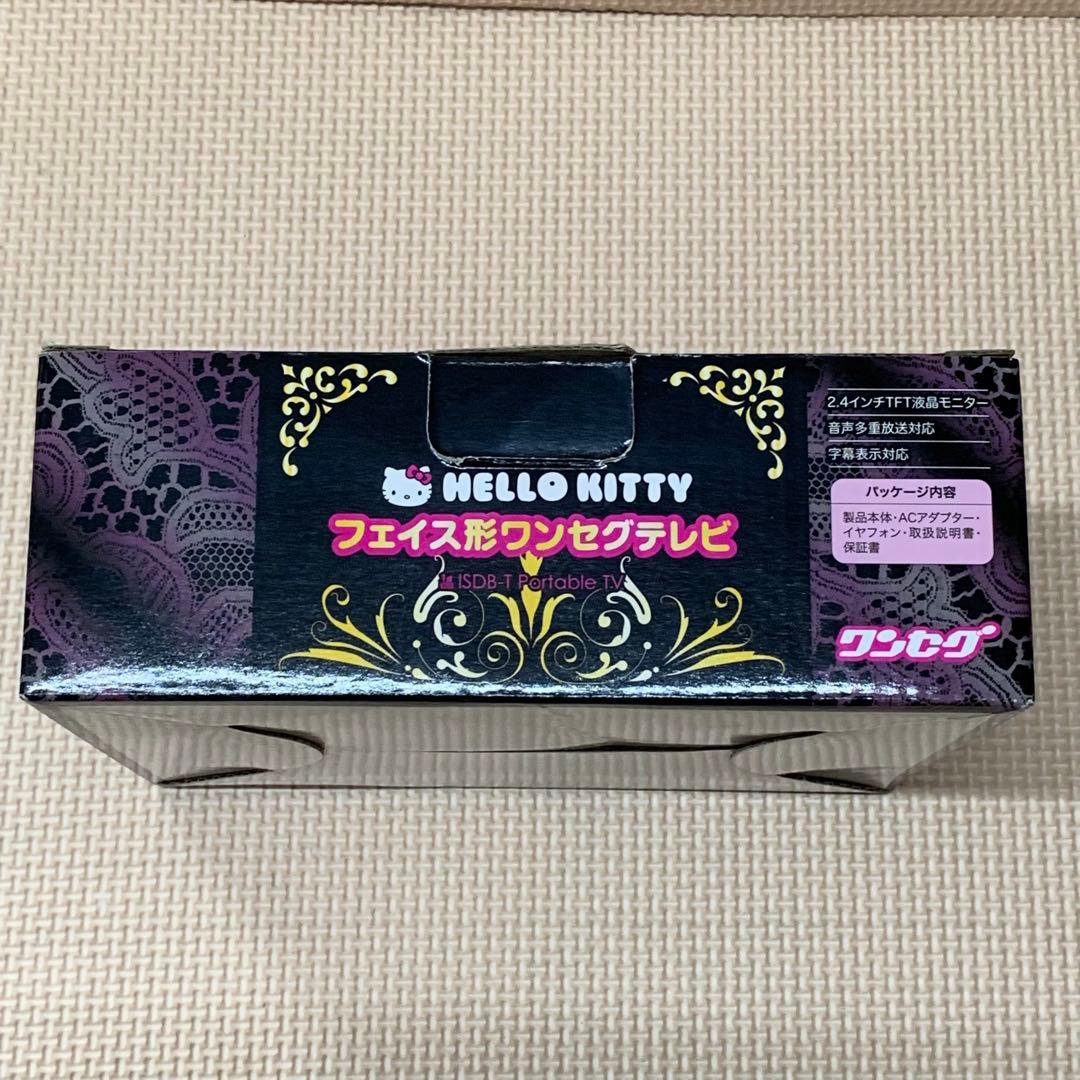 HELLO KITTY
フェイス形ワンセグテレビ
ISDB-T Portable TV
2.4インチTFT液晶モニター
音声多重放送対応
字幕表示対応
パッケージ内容
製品本体・ACアダプター・
イヤフォン・取扱説明書・
保証書
ワンセグ